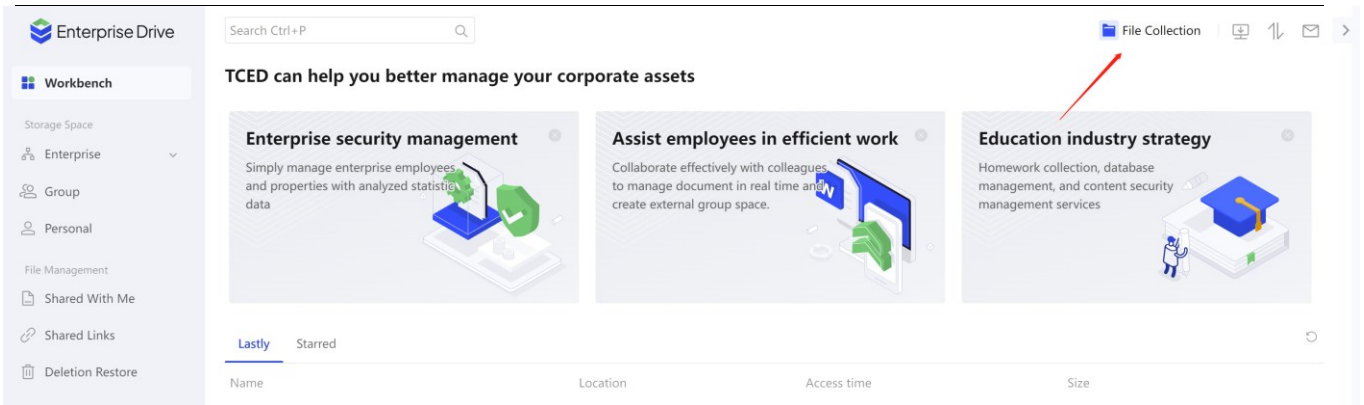 Enterprise Drive
Search Ctrl+P
File Collection
Workbench
Storage Space
Enterprise
Group
Personal
File Management
Shared With Me
Shared Links
Deletion Restore
TCED can help you better manage your corporate assets
Enterprise security management
Simply manage enterprise employees
and properties with analyzed statistic
data
Assist employees in efficient work
Collaborate effectively with colleagues
to manage document in real time and
create external group space.
W
Education industry strategy
Homework collection, database
management, and content security
management services
Lastly Starred
Name Location Access time Size